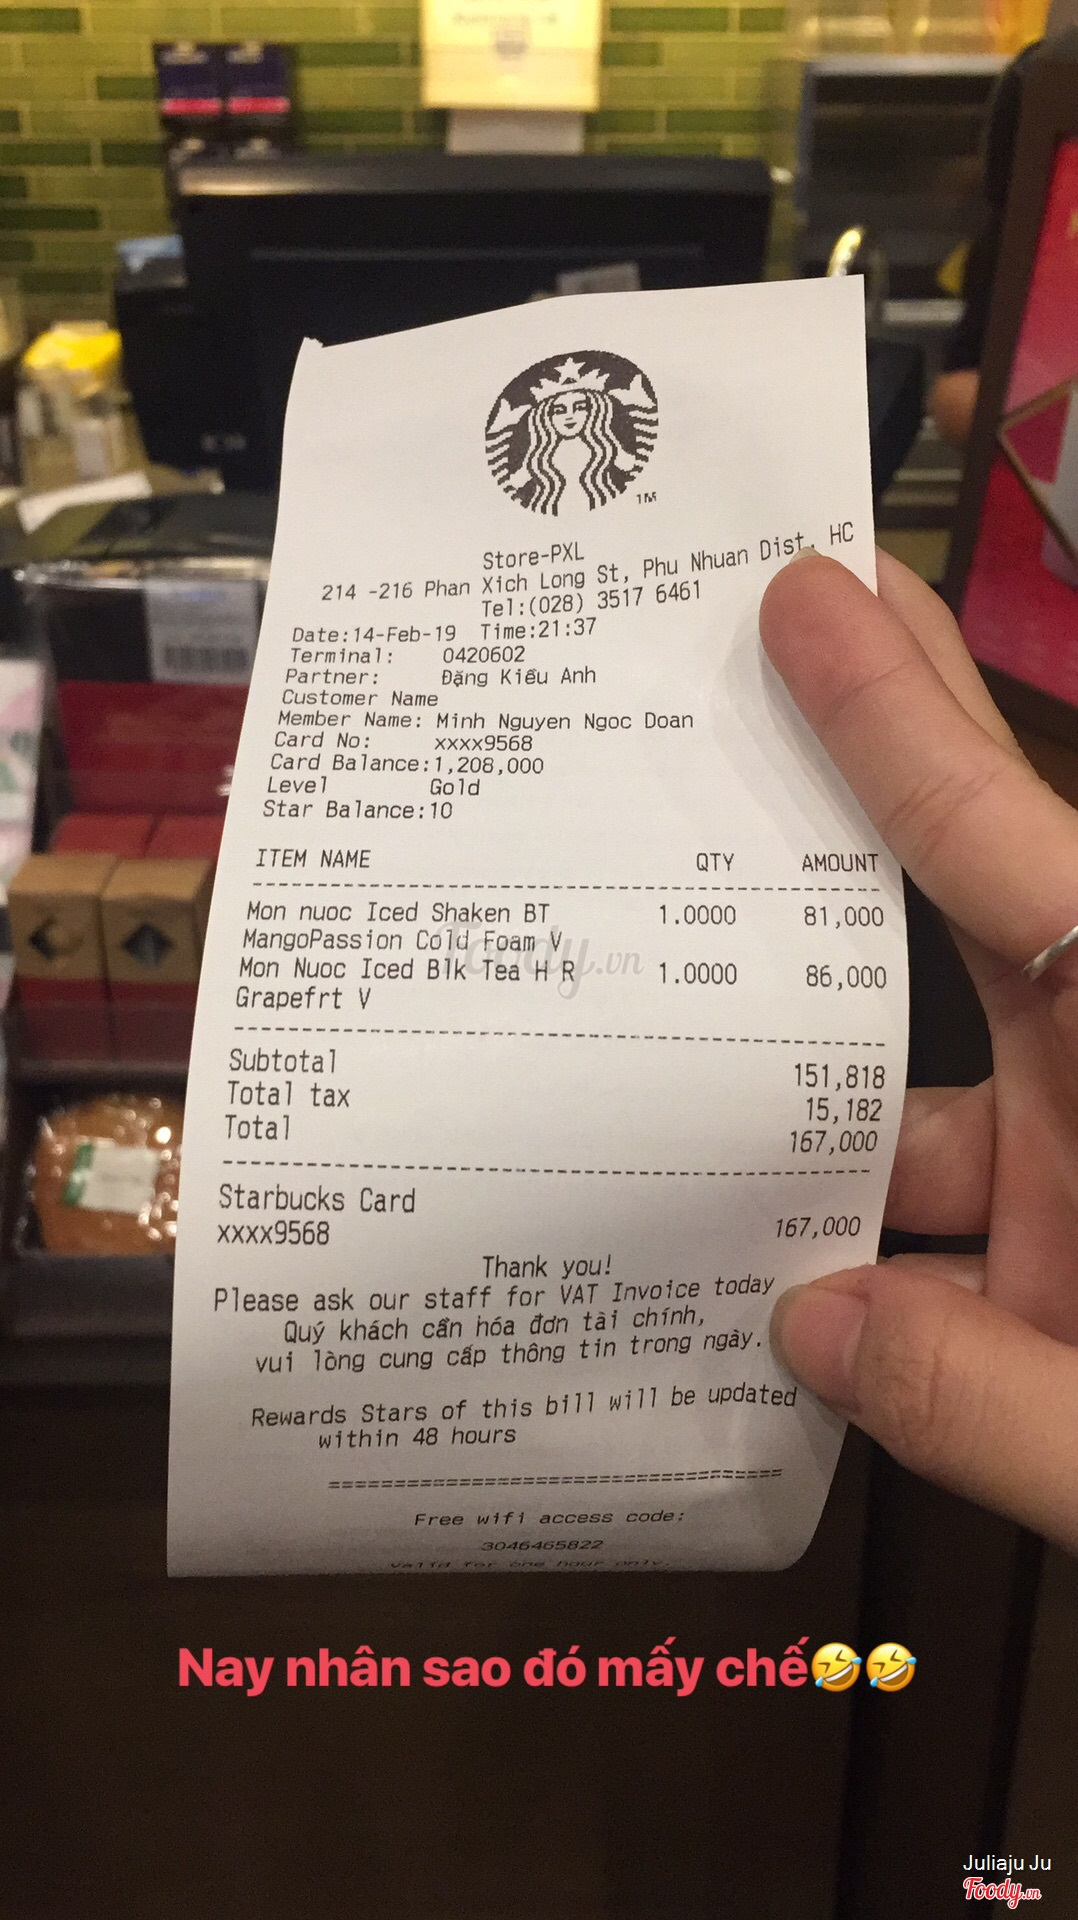 TM
Store-PXL
214 -216 Phan Xich Long St, Phu Nhuan Dist, HC
Tel:(028) 3517 6461
Date:14-Feb-19 Time:21:37
Terminal: 0420602
Partner: Đặng Kiều Anh
Customer Name
Member Name: Minh Nguyen Ngoc Doan
Card No: xxxx9568
Card Balance:1,208,000
Level Gold
Star Balance:10
ITEM NAME QTY AMOUNT
Mon nuoc Iced Shaken BT 1.0000 81,000
MangoPassion Cold Foam V
Mon Nuoc Iced Blk Tea H R 1.0000 86,000
Grapefrt V
Foody.vn
Subtotal 151,818
Total tax 15,182
Total 167,000
Starbucks Card
xxxx9568 167,000
Thank you!
Please ask our staff for VAT Invoice today
Quý khách cần hóa đơn tài chính,
vui lòng cung cấp thông tin trong ngày.
Rewards Stars of this bill will be updated
within 48 hours
Free wifi access code:
3046465822
valid for one hour only.
Nay nhân sao đó mấy chế🤣🤣
Juliaju Ju
Foody.vn